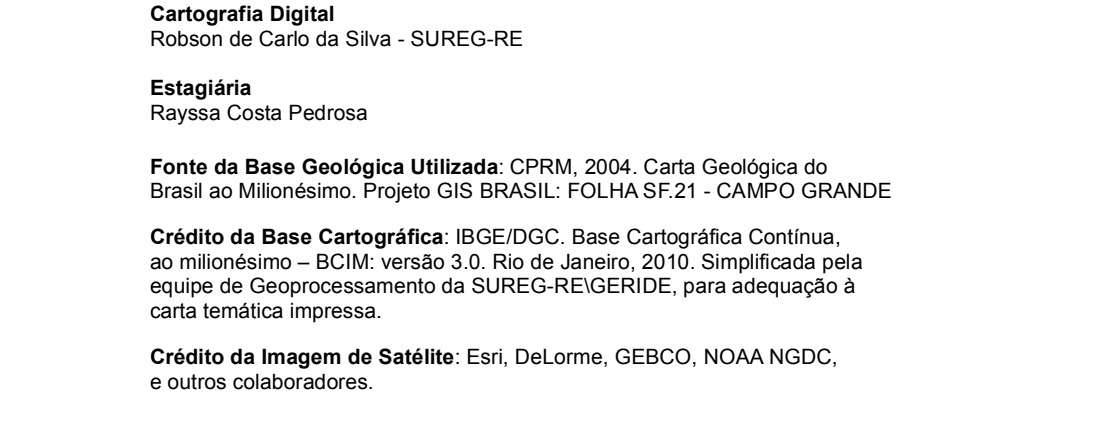 Cartografia Digital
Robson de Carlo da Silva - SUREG-RE
Estagiária
Rayssa Costa Pedrosa
Fonte da Base Geológica Utilizada: CPRM, 2004. Carta Geológica do
Brasil ao Milionésimo. Projeto GIS BRASIL: FOLHA SF.21 - CAMPO GRANDE
Crédito da Base Cartográfica: IBGE/DGC. Base Cartográfica Contínua,
ao milionésimo – BCIM: versão 3.0. Rio de Janeiro, 2010. Simplificada pela
equipe de Geoprocessamento da SUREG-RE\GERIDE, para adequação à
carta temática impressa.
Crédito da Imagem de Satélite: Esri, DeLorme, GEBCO, NOAA NGDC,
e outros colaboradores.